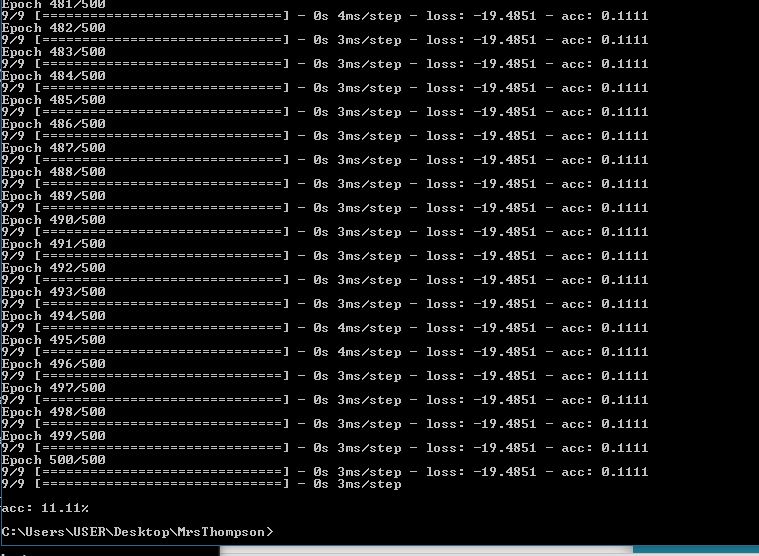 Epoch 481/500
9/9 [==============================] - 0s 4ms/step - loss: -19.4851 - acc: 0.1111
Epoch 482/500
9/9 [==============================] - 0s 3ms/step - loss: -19.4851 - acc: 0.1111
Epoch 483/500
9/9 [==============================] - 0s 3ms/step - loss: -19.4851 - acc: 0.1111
Epoch 484/500
9/9 [==============================] - 0s 3ms/step - loss: -19.4851 - acc: 0.1111
Epoch 485/500
9/9 [==============================] - 0s 3ms/step - loss: -19.4851 - acc: 0.1111
Epoch 486/500
9/9 [==============================] - 0s 3ms/step - loss: -19.4851 - acc: 0.1111
Epoch 487/500
9/9 [==============================] - 0s 3ms/step - loss: -19.4851 - acc: 0.1111
Epoch 488/500
9/9 [==============================] - 0s 3ms/step - loss: -19.4851 - acc: 0.1111
Epoch 489/500
9/9 [==============================] - 0s 3ms/step - loss: -19.4851 - acc: 0.1111
Epoch 490/500
9/9 [==============================] - 0s 3ms/step - loss: -19.4851 - acc: 0.1111
Epoch 491/500
9/9 [==============================] - 0s 3ms/step - loss: -19.4851 - acc: 0.1111
Epoch 492/500
9/9 [==============================] - 0s 3ms/step - loss: -19.4851 - acc: 0.1111
Epoch 493/500
9/9 [==============================] - 0s 3ms/step - loss: -19.4851 - acc: 0.1111
Epoch 494/500
9/9 [==============================] - 0s 4ms/step - loss: -19.4851 - acc: 0.1111
Epoch 495/500
9/9 [==============================] - 0s 4ms/step - loss: -19.4851 - acc: 0.1111
Epoch 496/500
9/9 [==============================] - 0s 3ms/step - loss: -19.4851 - acc: 0.1111
Epoch 497/500
9/9 [==============================] - 0s 3ms/step - loss: -19.4851 - acc: 0.1111
Epoch 498/500
9/9 [==============================] - 0s 3ms/step - loss: -19.4851 - acc: 0.1111
Epoch 499/500
9/9 [==============================] - 0s 3ms/step - loss: -19.4851 - acc: 0.1111
Epoch 500/500
9/9 [==============================] - 0s 3ms/step - loss: -19.4851 - acc: 0.1111
9/9 [==============================] - 0s 3ms/step
acc: 11.11%
C:\Users\USER\Desktop\MrsThompson>